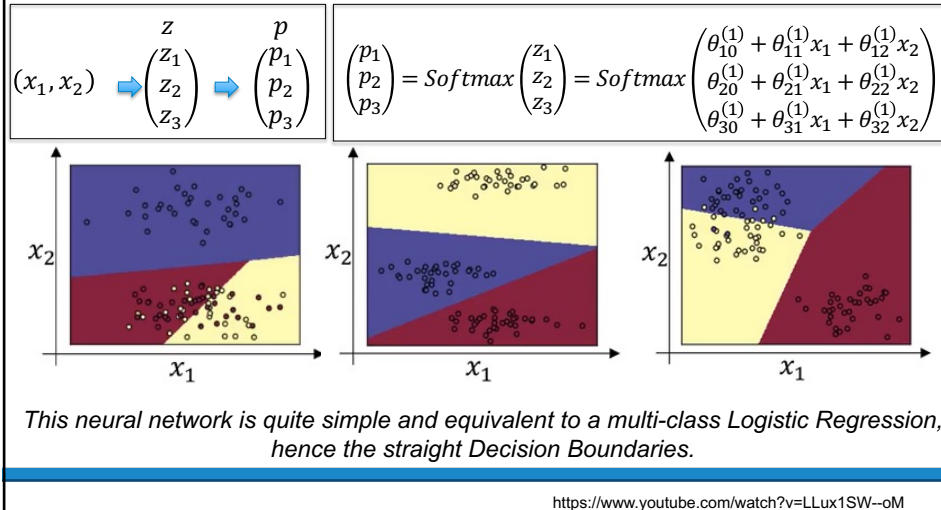 z p
(x₁, x₂) (z₁ z₂ z₃) (p₁ p₂ p₃)
(p₁ p₂ p₃) = Softmax (z₁ z₂ z₃) = Softmax (θ₁₀⁽¹⁾ + θ₁₁⁽¹⁾x₁ + θ₁₂⁽¹⁾x₂
θ₂₀⁽¹⁾ + θ₂₁⁽¹⁾x₁ + θ₂₂⁽¹⁾x₂
θ₃₀⁽¹⁾ + θ₃₁⁽¹⁾x₁ + θ₃₂⁽¹⁾x₂)
x₂ x₂ x₂
x₁ x₁ x₁
This neural network is quite simple and equivalent to a multi-class Logistic Regression,
hence the straight Decision Boundaries.
https://www.youtube.com/watch?v=LLux1SW--oM